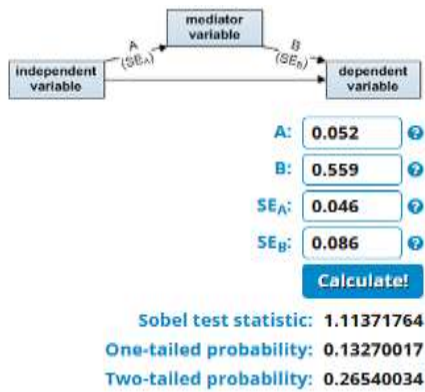 mediator
variable
A
(SEA)
B
(SEB)
independent
variable
dependent
variable
A: 0.052 ?
B: 0.559 ?
SEA: 0.046 ?
SEB: 0.086 ?
Calculate!
Sobel test statistic: 1.11371764
One-tailed probability: 0.13270017
Two-tailed probability: 0.26540034